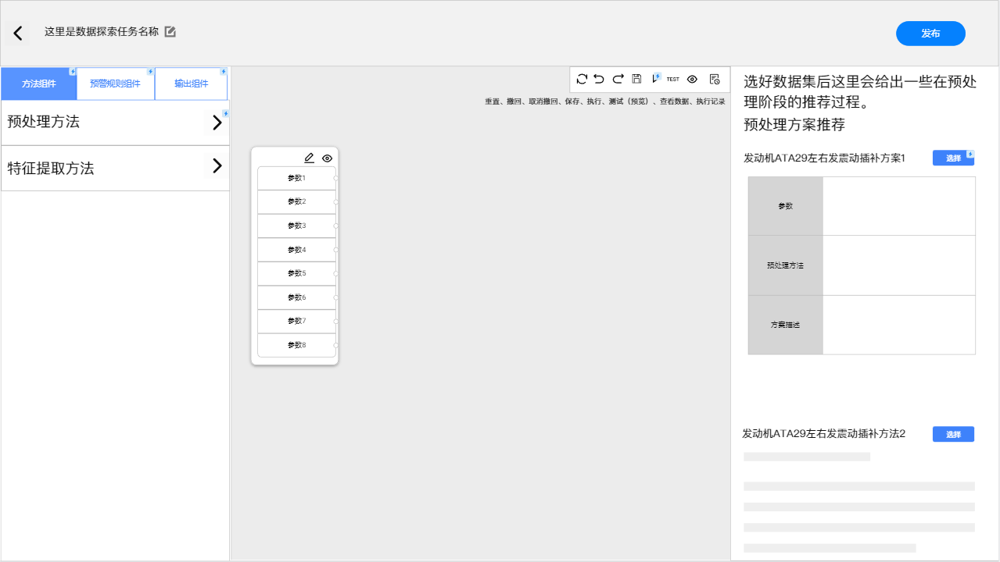 这里是数据探索任务名称
发布
方法组件
预警规则组件
输出组件
预处理方法
特征提取方法
TEST
重置、撤回、取消撤回、保存、执行、测试（预览）、查看数据、执行记录
参数1
参数2
参数3
参数4
参数5
参数6
参数7
参数8
选好数据集后这里会给出一些在预处
理阶段的推荐过程。
预处理方案推荐
发动机ATA29左右发震动插补方案1
选择
参数
预处理方法
方案描述
发动机ATA29左右发震动插补方法2
选择